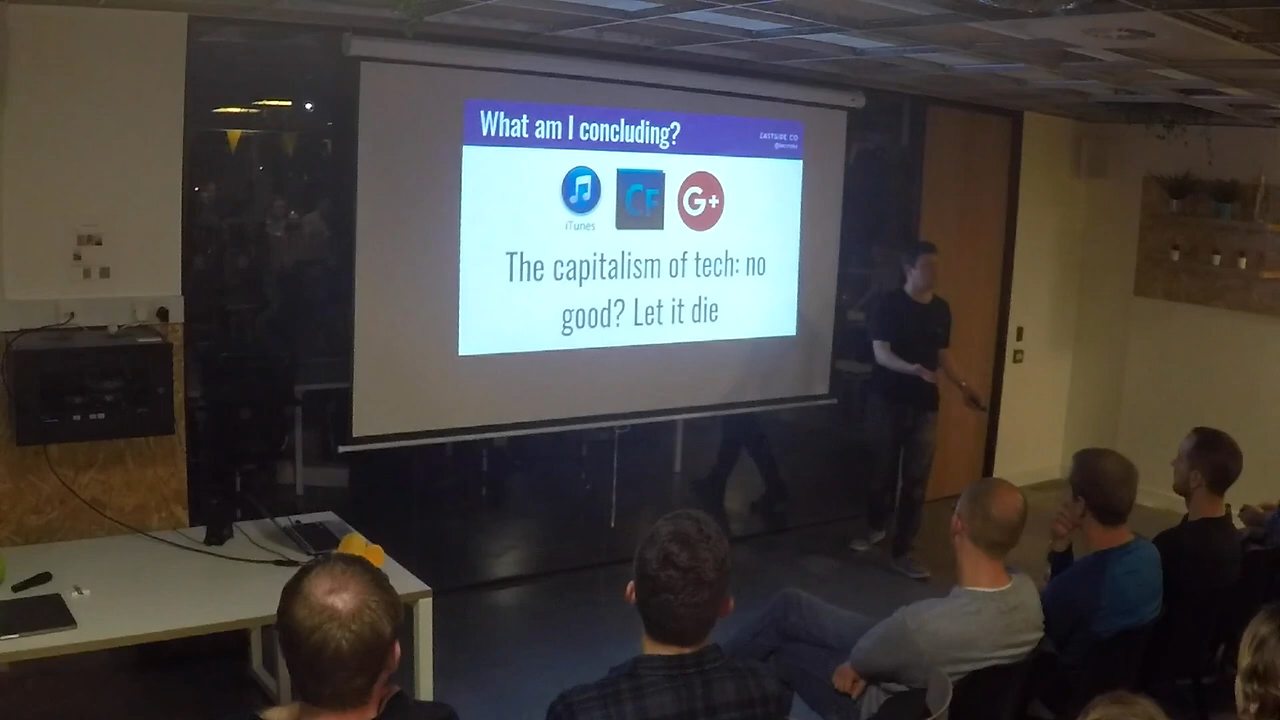 What am I concluding?
EASTSIDE CO
iTunes
CF
G+
The capitalism of tech: no
good? Let it die